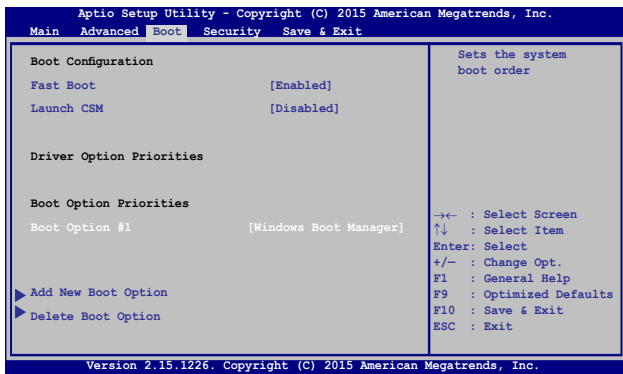 Aptio Setup Utility - Copyright (C) 2015 American Megatrends, Inc.
Main Advanced Boot Security Save & Exit
Boot Configuration
Fast Boot [Enabled]
Launch CSM [Disabled]
Driver Option Priorities
Boot Option Priorities
Boot Option #1 [Windows Boot Manager]
Add New Boot Option
Delete Boot Option
Sets the system
boot order
→← : Select Screen
↑↓ : Select Item
Enter: Select
+/— : Change Opt.
F1 : General Help
F9 : Optimized Defaults
F10 : Save & Exit
ESC : Exit
Version 2.15.1226. Copyright (C) 2015 American Megatrends, Inc.